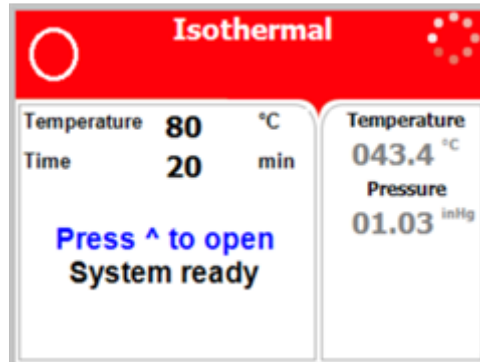 Isothermal
Temperature 80 °C
Time 20 min
Press ^ to open
System ready
Temperature
043.4 °C
Pressure
01.03 inHg